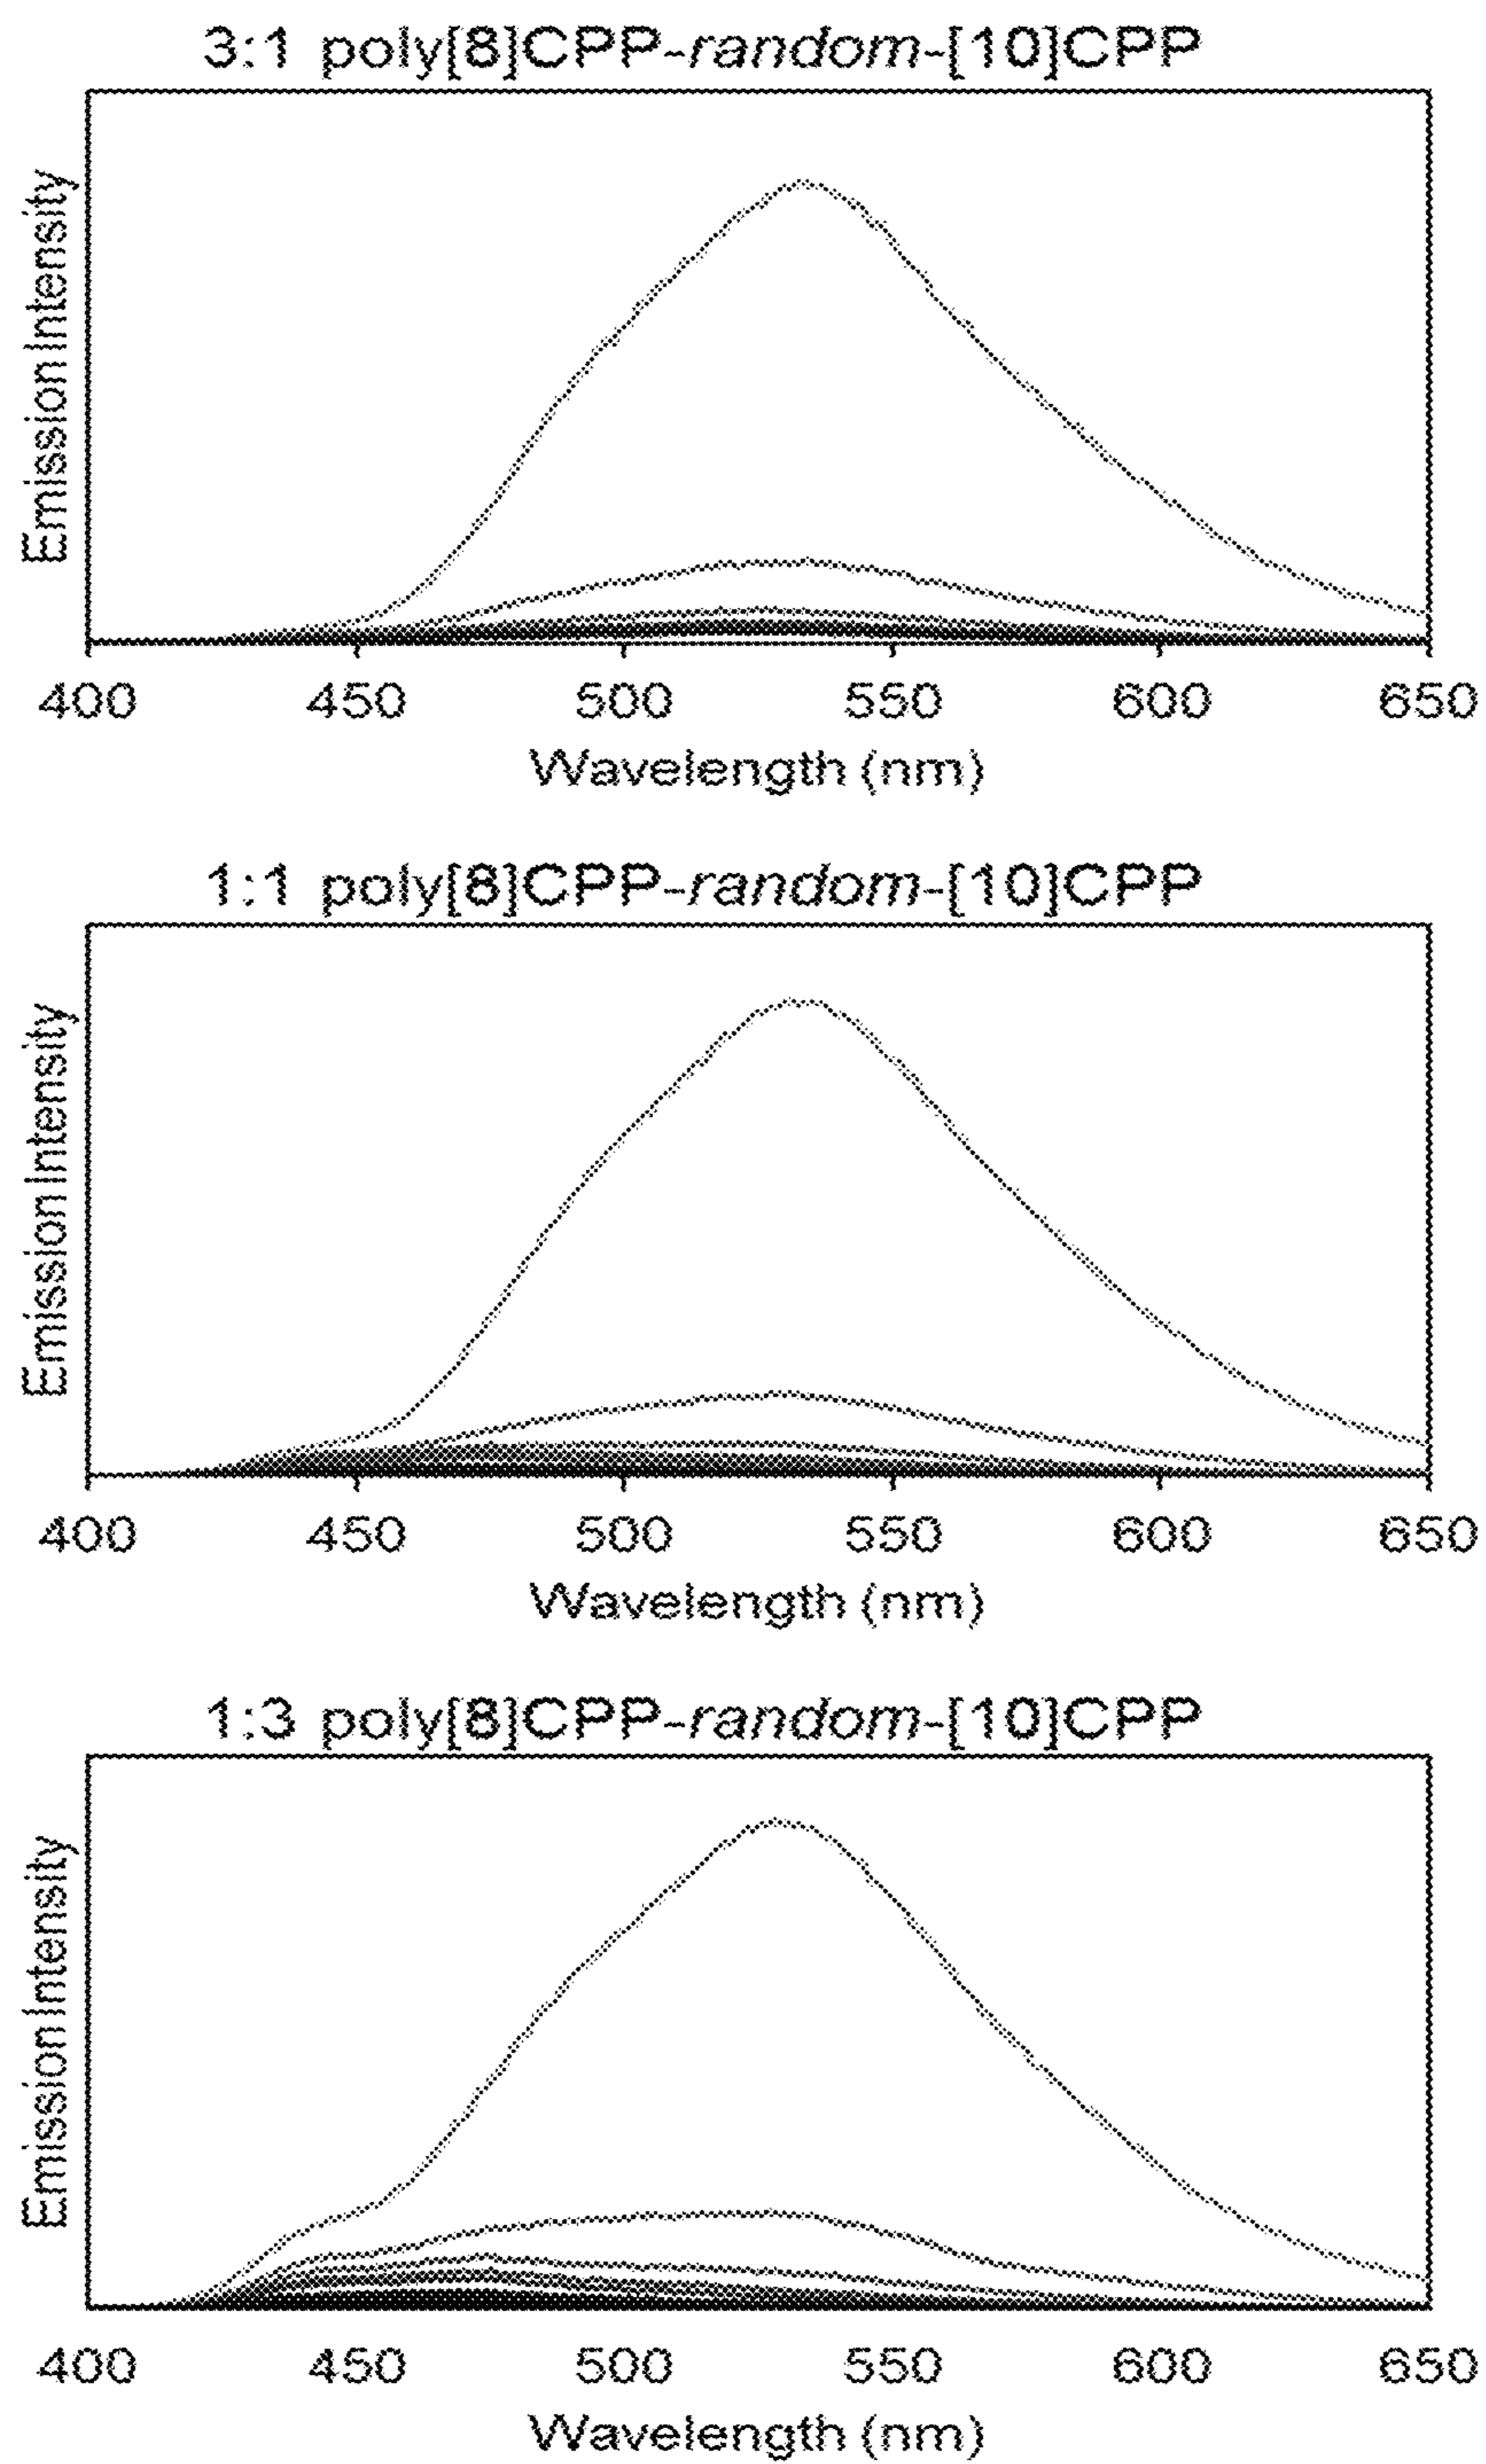 3:1 poly[8]CPP-random-[10]CPP
Emission Intensity
400 450 500 550 600 650
Wavelength (nm)
1:1 poly[8]CPP-random-[10]CPP
Emission Intensity
400 450 500 550 600 650
Wavelength (nm)
1:3 poly[8]CPP-random-[10]CPP
Emission Intensity
400 450 500 550 600 650
Wavelength (nm)